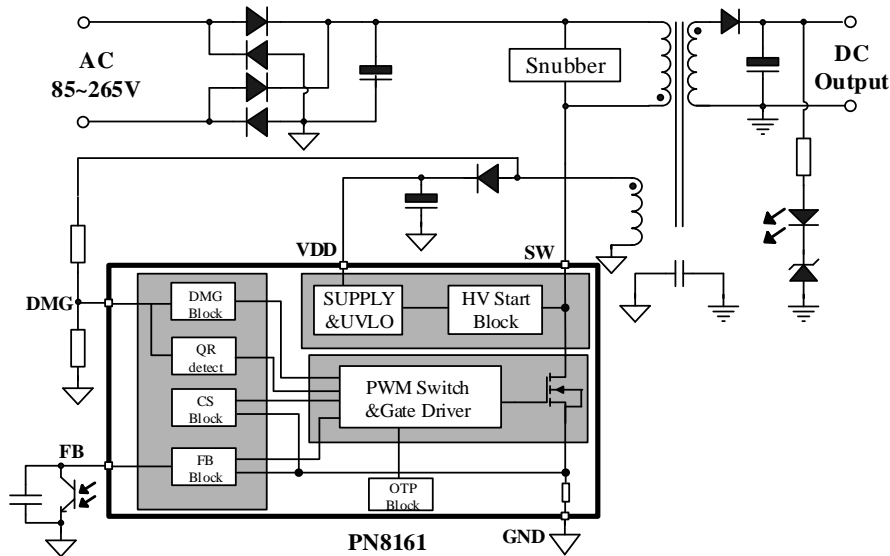 AC
85~265V
Snubber
DC
Output
VDD
SW
DMG
DMG
Block
SUPPLY
&UVLO
HV Start
Block
QR
detect
PWM Switch
&Gate Driver
CS
Block
FB
FB
Block
OTP
Block
GND
PN8161